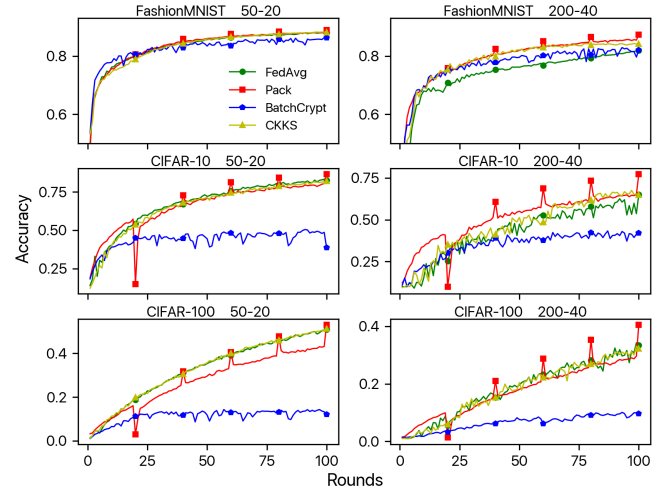 FashionMNIST 50-20
FashionMNIST 200-40
0.8
0.6
FedAvg
Pack
BatchCrypt
CKKS
0.8
0.6
CIFAR-10 50-20
CIFAR-10 200-40
Accuracy
0.75
0.50
0.25
0.75
0.50
0.25
CIFAR-100 50-20
CIFAR-100 200-40
0.4
0.2
0.0
0.4
0.2
0.0
0 25 50 75 100
0 25 50 75 100
Rounds